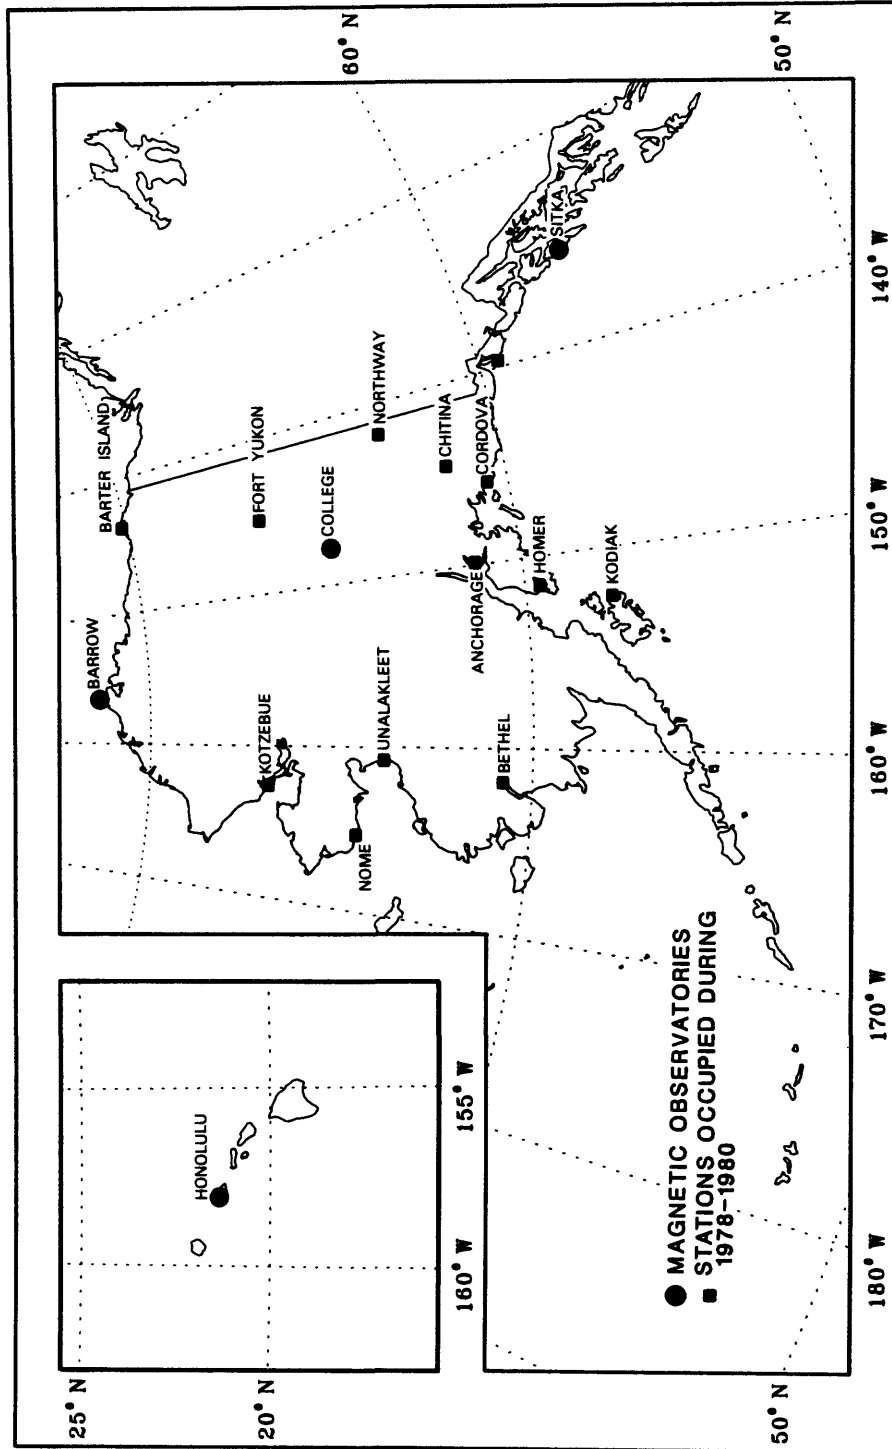 25° N
20° N
160° W
155° W
HONOLULU
BARROW
BARTER ISLAND
KOTZEBUE
FORT YUKON
COLLEGE
NORTHWAY
NOME
UNALAKLEET
CHITINA
CORDOVA
ANCHORAGE
BETHEL
HOMER
KODIAK
SITKA
60° N
50° N
50° N
180° W
170° W
160° W
150° W
140° W
MAGNETIC OBSERVATORIES
STATIONS OCCUPIED DURING
1978-1980